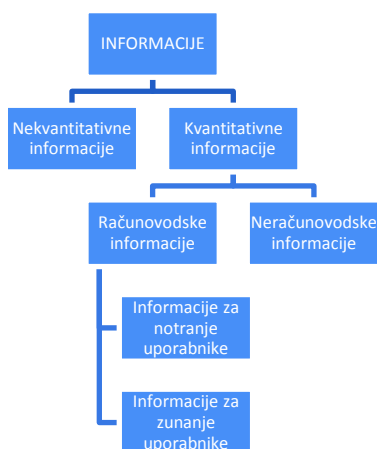 INFORMACIJE
Nekvantitativne
informacije
Kvantitativne
informacije
Računovodske
informacije
Neračunovodske
informacije
Informacije za
notranje
uporabnike
Informacije za
zunanje
uporabnike